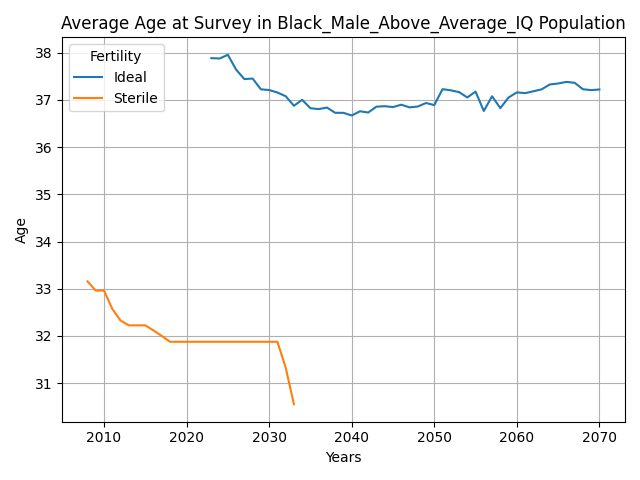 Average Age at Survey in Black_Male_Above_Average_IQ Population
Fertility
Ideal
Sterile
38
37
36
35
34
33
32
31
Age
2010 2020 2030 2040 2050 2060 2070
Years